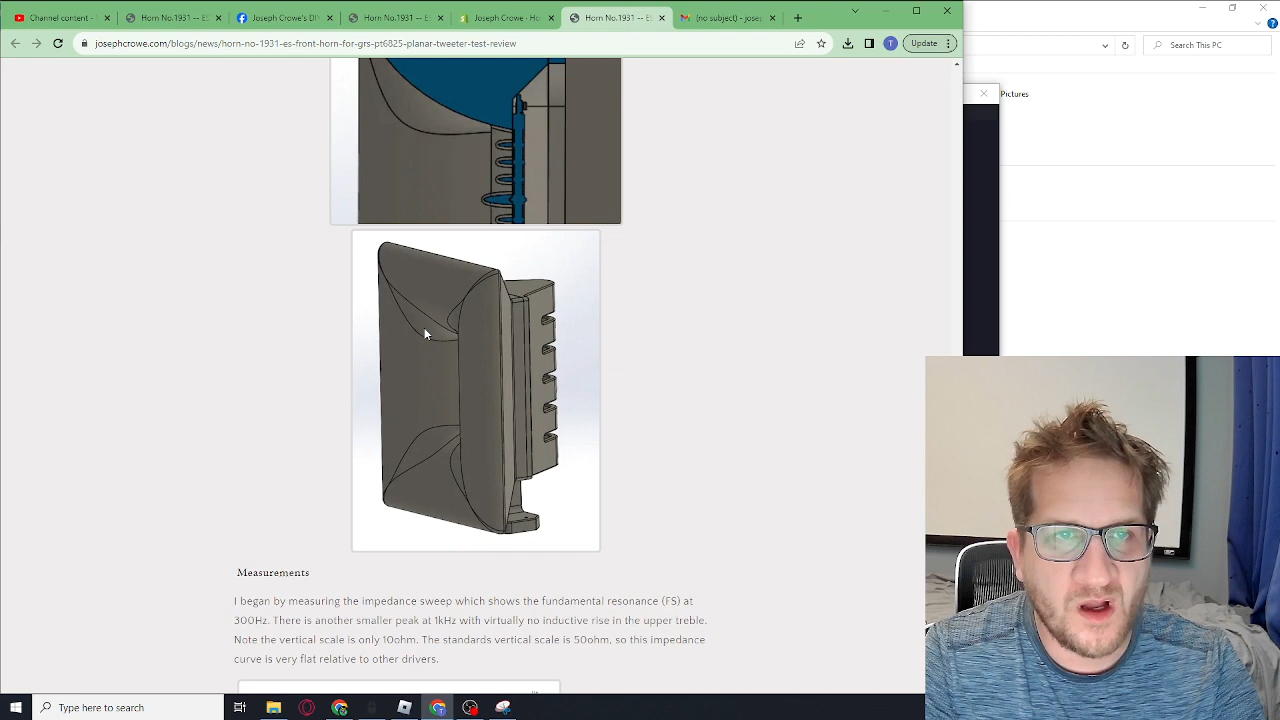 Channel content -
Horn No.1931 -- ES
Joseph Crowe's DIY
Horn No.1931 -- ES
Joseph Crowe - Ho
Horn No.1931 -- ES
(no subject) - josep
josephcrowe.com/blogs/news/horn-no-1931-es-front-horn-for-grs-pt6825-planar-tweeter-test-review
T
Update
Search This PC
Pictures
Measurements
I began by measuring the impedance sweep which shows the fundamental resonance (FS) at
300Hz. There is another smaller peak at 1kHz with virtually no inductive rise in the upper treble.
Note the vertical scale is only 10ohm. The standards vertical scale is 50ohm, so this impedance
curve is very flat relative to other drivers.
Type here to search